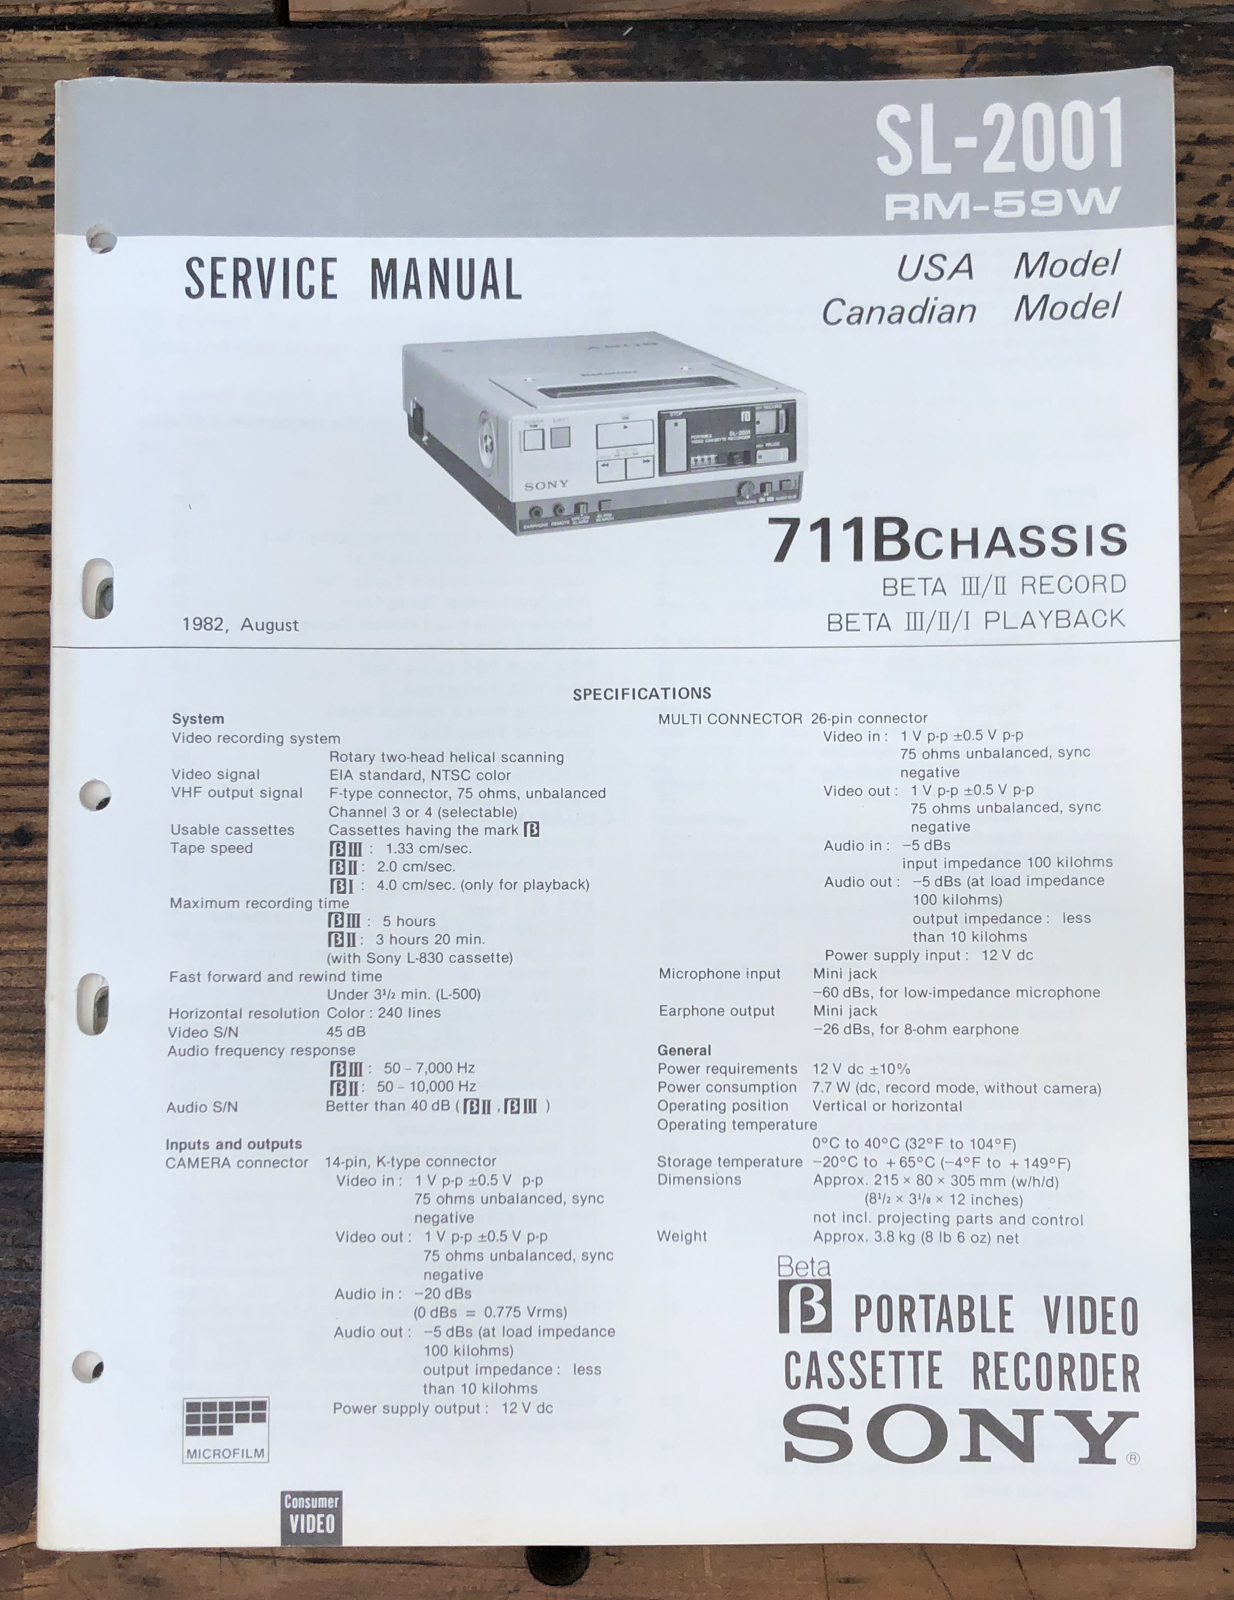 SL-2001
RM-59W
SERVICE MANUAL
USA Model
Canadian Model
SONY
711B CHASSIS
BETA III/II RECORD
BETA III/II/I PLAYBACK
1982, August
SPECIFICATIONS
System
Video recording system
Rotary two-head helical scanning
Video signal EIA standard, NTSC color
VHF output signal F-type connector, 75 ohms, unbalanced
Channel 3 or 4 (selectable)
Usable cassettes Cassettes having the mark β
Tape speed βIII : 1.33 cm/sec.
βII : 2.0 cm/sec.
βI : 4.0 cm/sec. (only for playback)
Maximum recording time
βIII : 5 hours
βII : 3 hours 20 min.
(with Sony L-830 cassette)
Fast forward and rewind time
Under 3 1/2 min. (L-500)
Horizontal resolution Color : 240 lines
Video S/N 45 dB
Audio frequency response
βIII : 50 – 7,000 Hz
βII : 50 – 10,000 Hz
Audio S/N Better than 40 dB ( βII , βIII )
Inputs and outputs
CAMERA connector 14-pin, K-type connector
Video in : 1 V p-p ±0.5 V p-p
75 ohms unbalanced, sync
negative
Video out : 1 V p-p ±0.5 V p-p
75 ohms unbalanced, sync
negative
Audio in : –20 dBs
(0 dBs = 0.775 Vrms)
Audio out : –5 dBs (at load impedance
100 kilohms)
output impedance : less
than 10 kilohms
Power supply output : 12 V dc
MULTI CONNECTOR 26-pin connector
Video in : 1 V p-p ±0.5 V p-p
75 ohms unbalanced, sync
negative
Video out : 1 V p-p ±0.5 V p-p
75 ohms unbalanced, sync
negative
Audio in : –5 dBs
input impedance 100 kilohms
Audio out : –5 dBs (at load impedance
100 kilohms)
output impedance : less
than 10 kilohms
Power supply input : 12 V dc
Microphone input Mini jack
–60 dBs, for low-impedance microphone
Earphone output Mini jack
–26 dBs, for 8-ohm earphone
General
Power requirements 12 V dc ±10%
Power consumption 7.7 W (dc, record mode, without camera)
Operating position Vertical or horizontal
Operating temperature
0°C to 40°C (32°F to 104°F)
Storage temperature –20°C to +65°C (–4°F to +149°F)
Dimensions Approx. 215 × 80 × 305 mm (w/h/d)
(8 1/2 × 3 1/8 × 12 inches)
not incl. projecting parts and control
Weight Approx. 3.8 kg (8 lb 6 oz) net
Beta
β PORTABLE VIDEO
CASSETTE RECORDER
SONY®
MICROFILM
Consumer
VIDEO